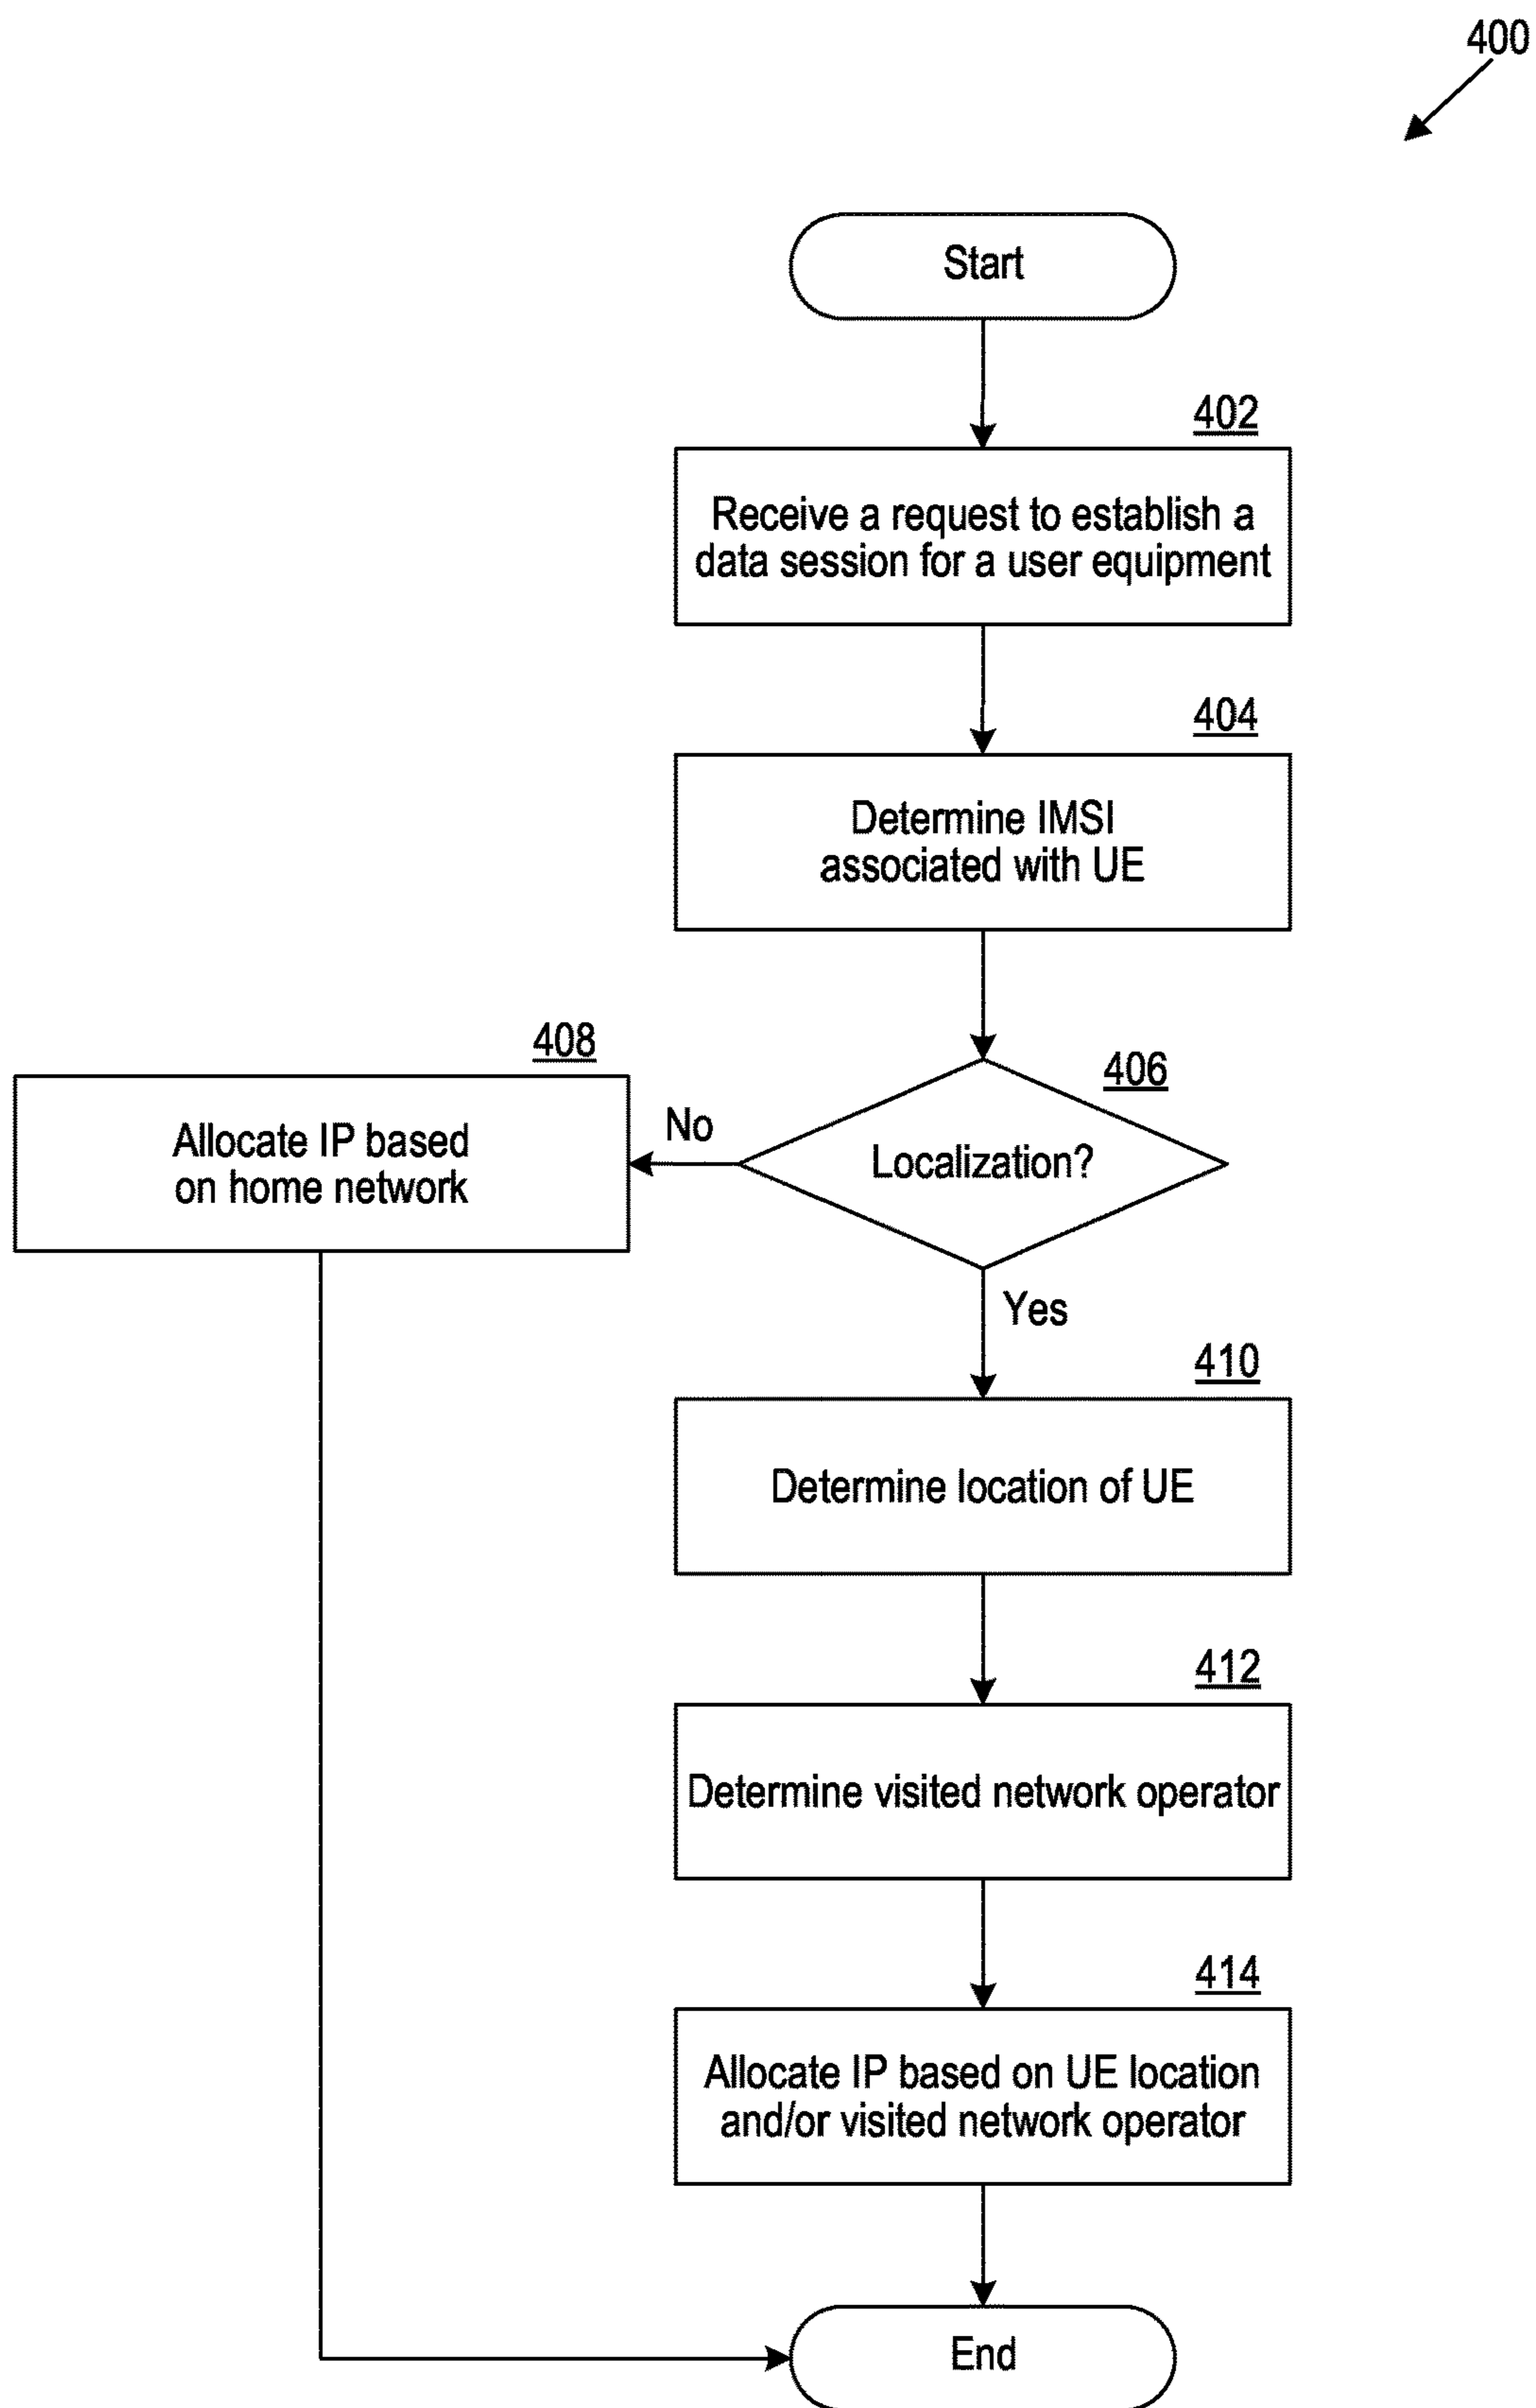 400
Start
402
Receive a request to establish a
data session for a user equipment
404
Determine IMSI
associated with UE
406
Localization?
No
408
Allocate IP based
on home network
Yes
410
Determine location of UE
412
Determine visited network operator
414
Allocate IP based on UE location
and/or visited network operator
End